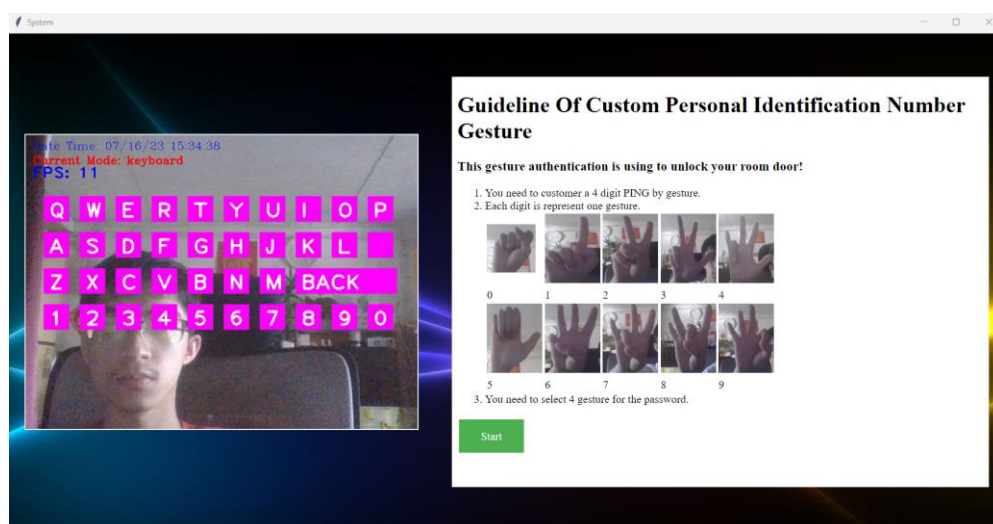 System
Date Time: 07/16/23 15:34:38
Current Mode: keyboard
FPS: 11
Q W E R T Y U I O P
A S D F G H J K L
Z X C V B N M BACK
1 2 3 4 5 6 7 8 9 0
Guideline Of Custom Personal Identification Number
Gesture
This gesture authentication is using to unlock your room door!
1. You need to customer a 4 digit PING by gesture.
2. Each digit is represent one gesture.
0 1 2 3 4
5 6 7 8 9
3. You need to select 4 gesture for the password.
Start